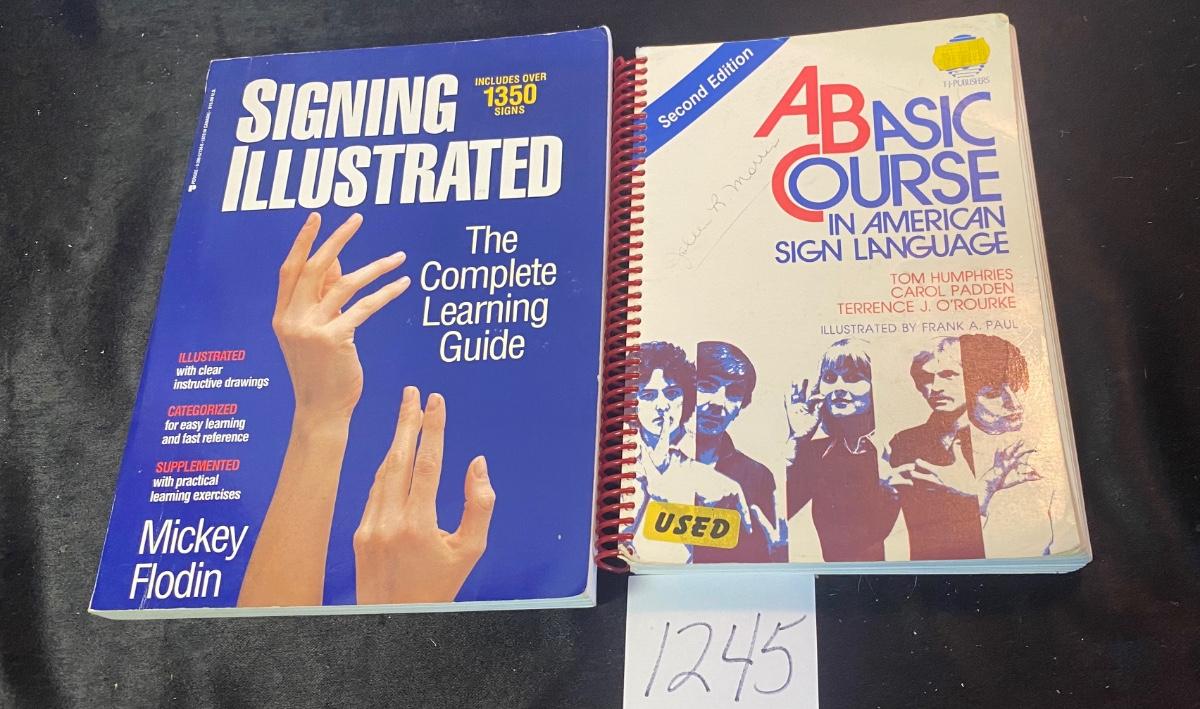 SIGNING
ILLUSTRATED
INCLUDES OVER
1350
SIGNS
The
Complete
Learning
Guide
ILLUSTRATED
with clear
instructive drawings
CATEGORIZED
for easy learning
and fast reference
SUPPLEMENTED
with practical
learning exercises
Mickey
Flodin
Second Edition
T·J·PUBLISHERS
A BASIC
COURSE
IN AMERICAN
SIGN LANGUAGE
TOM HUMPHRIES
CAROL PADDEN
TERRENCE J. O'ROURKE
ILLUSTRATED BY FRANK A. PAUL
R. Morris
USED
1245